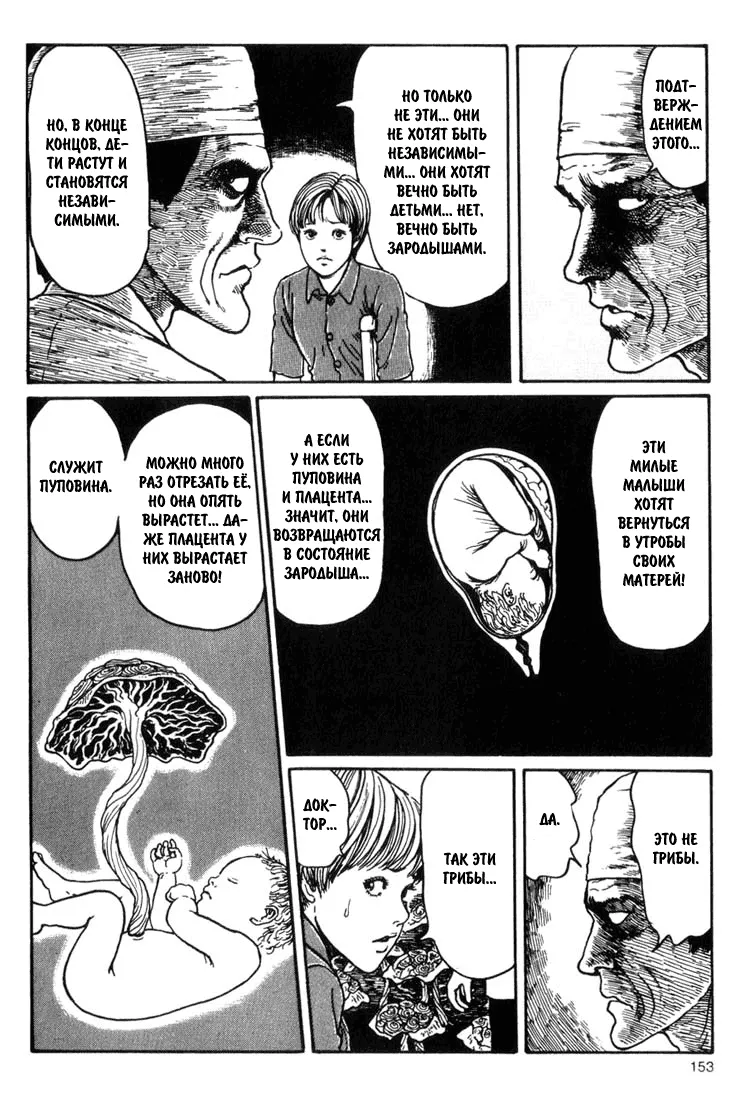 НО, В КОНЦЕ
КОНЦОВ, ДЕ-
ТИ РАСТУТ И
СТАНОВЯТСЯ
НЕЗАВИ-
СИМЫМИ.
НО ТОЛЬКО
НЕ ЭТИ... ОНИ
НЕ ХОТЯТ БЫТЬ
НЕЗАВИСИМЫ-
МИ... ОНИ ХОТЯТ
ВЕЧНО БЫТЬ
ДЕТЬМИ... НЕТ,
ВЕЧНО БЫТЬ
ЗАРОДЫШАМИ.
ПОДТ-
ВЕРЖ-
ДЕНИЕМ
ЭТОГО...
СЛУЖИТ
ПУПОВИНА.
МОЖНО МНОГО
РАЗ ОТРЕЗАТЬ ЕЁ,
НО ОНА ОПЯТЬ
ВЫРАСТЕТ... ДА-
ЖЕ ПЛАЦЕНТА У
НИХ ВЫРАСТАЕТ
ЗАНОВО!
А ЕСЛИ
У НИХ ЕСТЬ
ПУПОВИНА
И ПЛАЦЕНТА...
ЗНАЧИТ, ОНИ
ВОЗВРАЩАЮТСЯ
В СОСТОЯНИЕ
ЗАРОДЫША...
ЭТИ
МИЛЫЕ
МАЛЫШИ
ХОТЯТ
ВЕРНУТЬСЯ
В УТРОБЫ
СВОИХ
МАТЕРЕЙ!
ДОК-
ТОР...
ТАК ЭТИ
ГРИБЫ...
ДА.
ЭТО НЕ
ГРИБЫ.
153